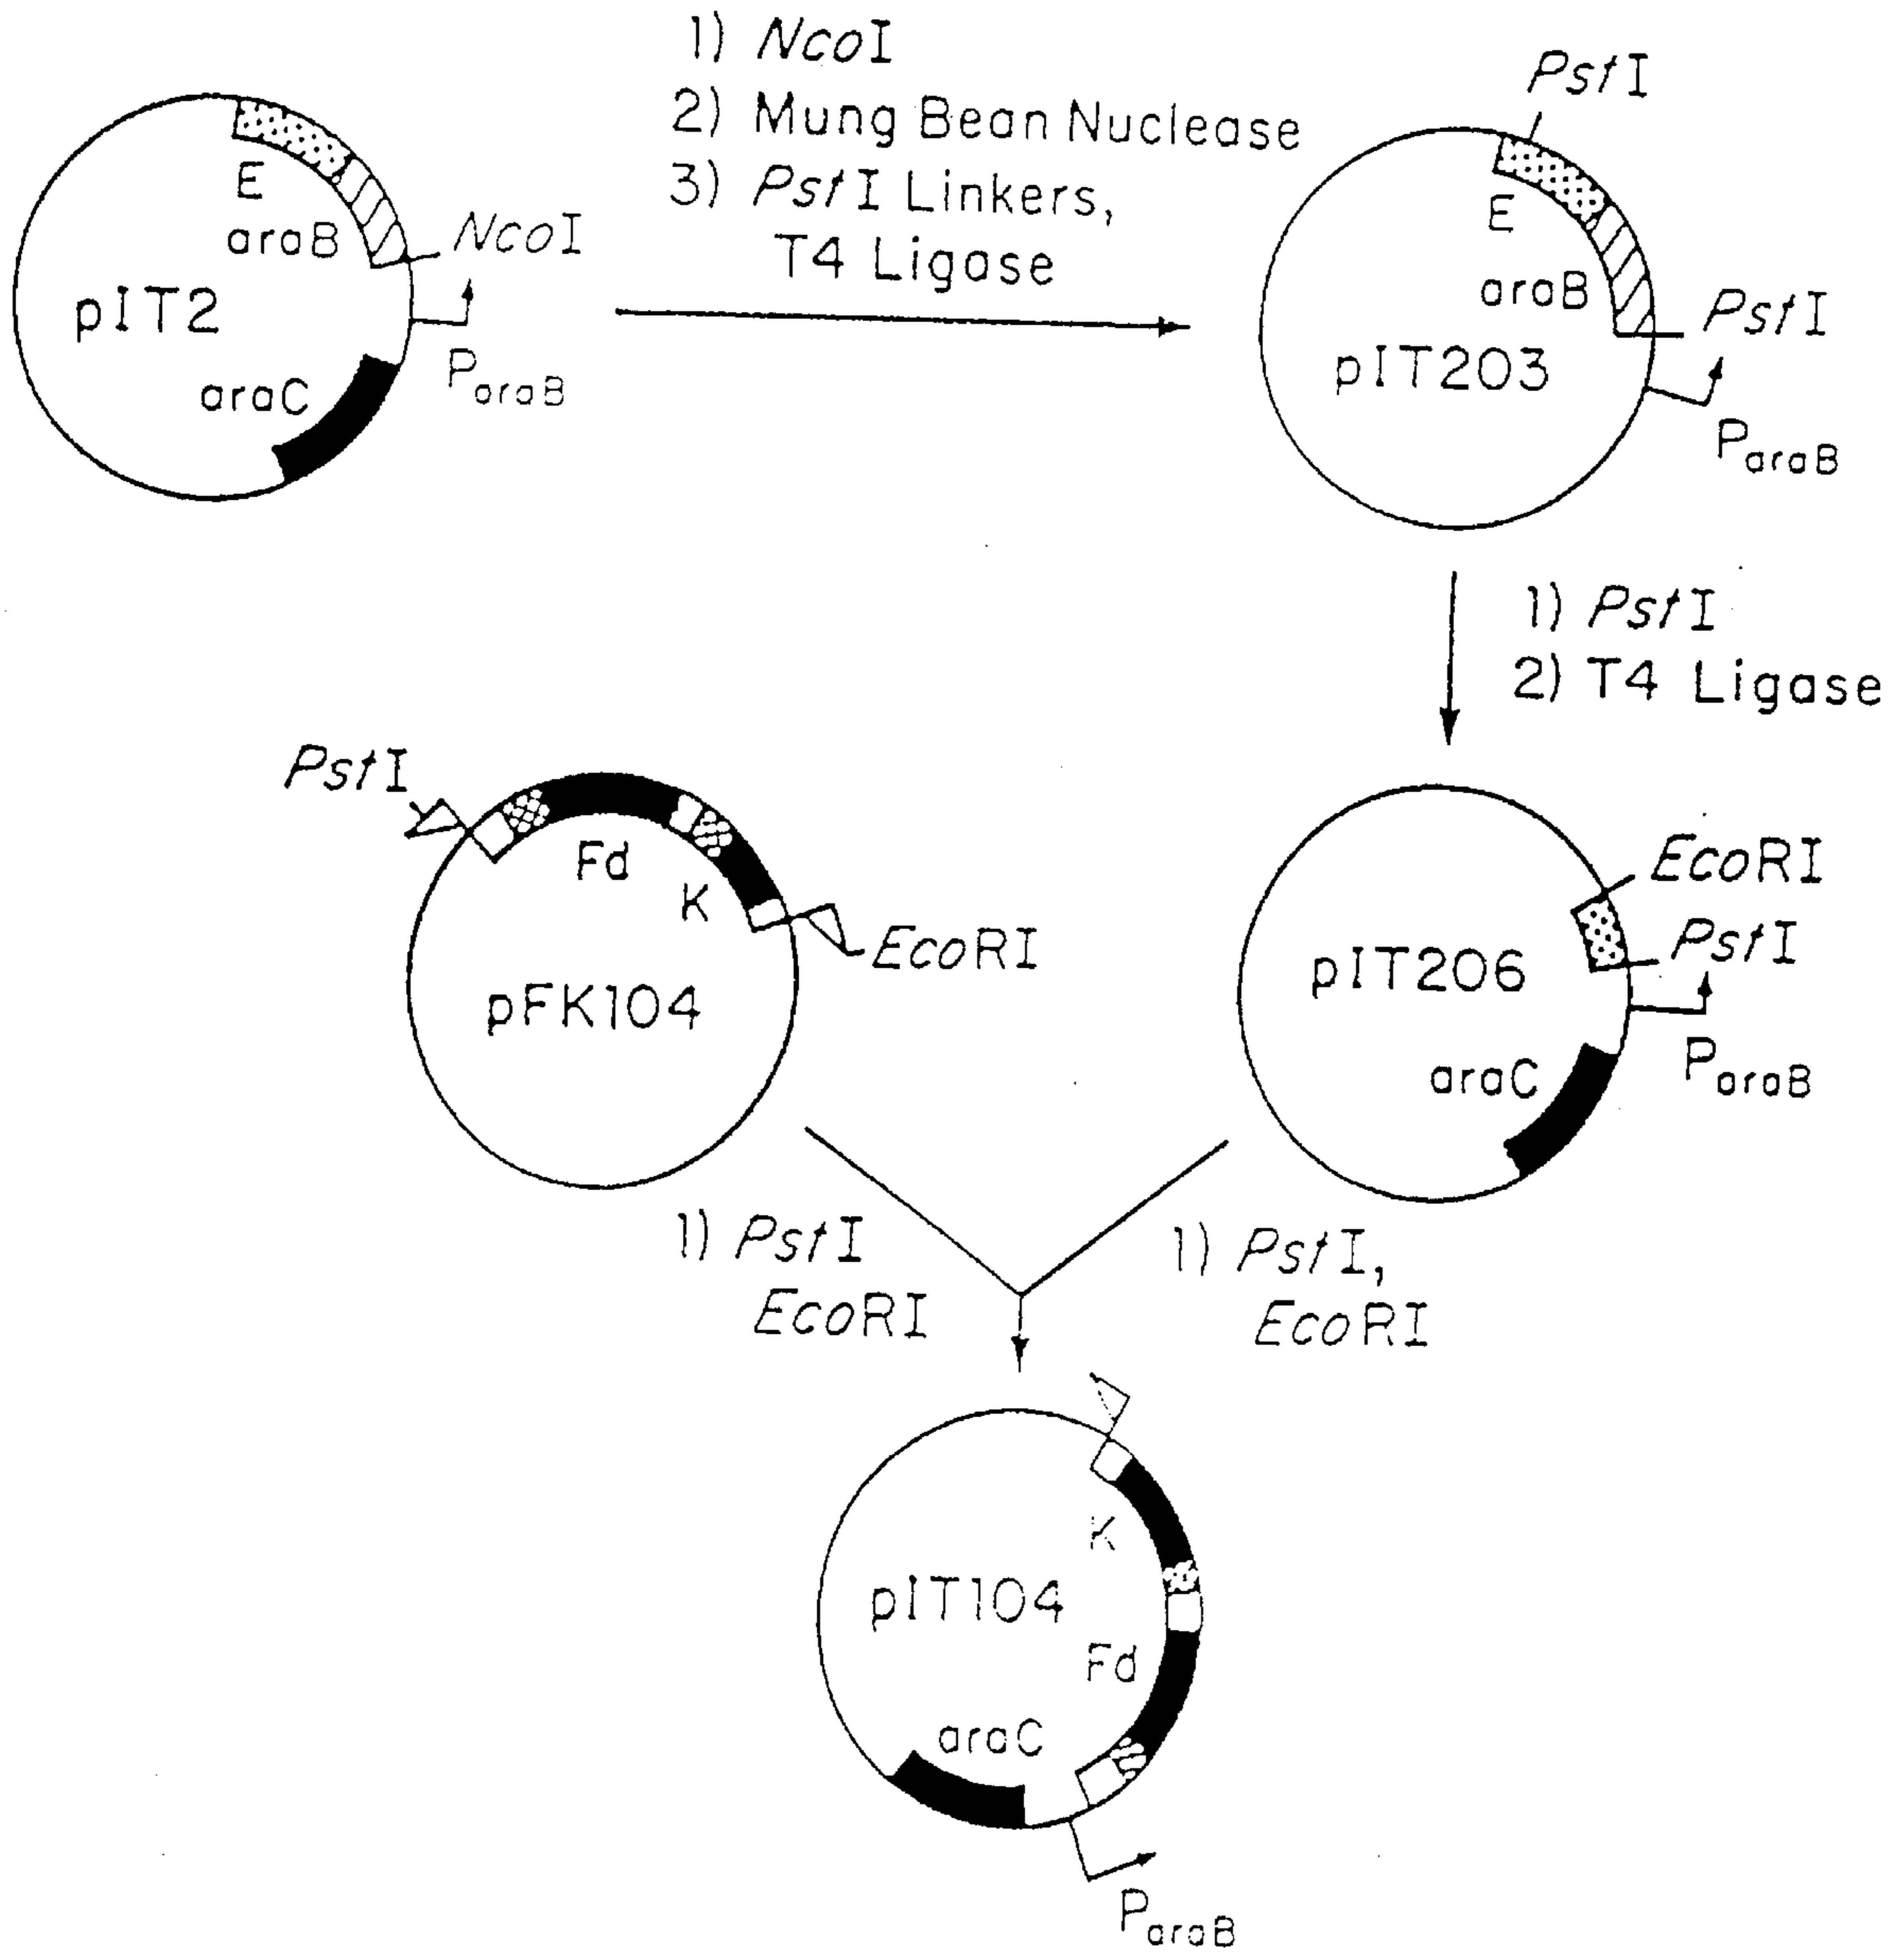 1) NcoI
2) Mung Bean Nuclease
3) PstI Linkers,
T4 Ligase
E
araB
NcoI
pIT2
araC
ParaB
PstI
E
araB
PstI
pIT203
ParaB
1) PstI
2) T4 Ligase
PstI
Fd
K
EcoRI
pFK104
EcoRI
PstI
pIT206
araC
ParaB
1) PstI
EcoRI
1) PstI,
EcoRI
K
pIT104
Fd
araC
ParaB